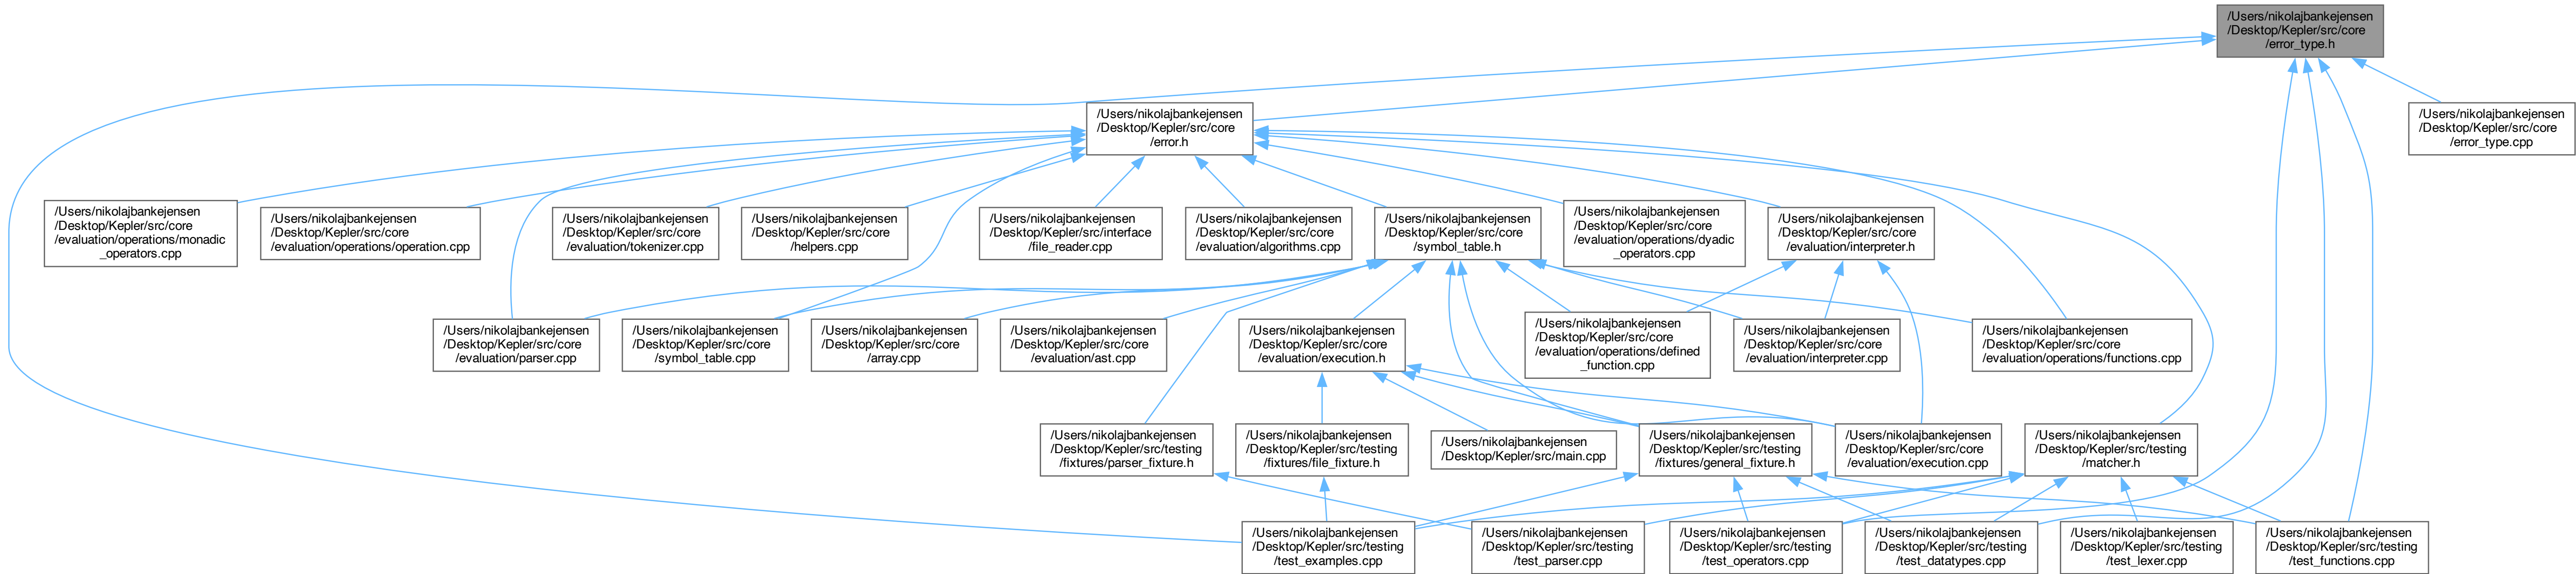 /Users/nikolajbankejensen
/Desktop/Kepler/src/core
/error_type.h
/Users/nikolajbankejensen
/Desktop/Kepler/src/core
/error.h
/Users/nikolajbankejensen
/Desktop/Kepler/src/core
/error_type.cpp
/Users/nikolajbankejensen
/Desktop/Kepler/src/core
/evaluation/operations/monadic
_operators.cpp
/Users/nikolajbankejensen
/Desktop/Kepler/src/core
/evaluation/operations/operation.cpp
/Users/nikolajbankejensen
/Desktop/Kepler/src/core
/evaluation/tokenizer.cpp
/Users/nikolajbankejensen
/Desktop/Kepler/src/core
/helpers.cpp
/Users/nikolajbankejensen
/Desktop/Kepler/src/interface
/file_reader.cpp
/Users/nikolajbankejensen
/Desktop/Kepler/src/core
/evaluation/algorithms.cpp
/Users/nikolajbankejensen
/Desktop/Kepler/src/core
/symbol_table.h
/Users/nikolajbankejensen
/Desktop/Kepler/src/core
/evaluation/operations/dyadic
_operators.cpp
/Users/nikolajbankejensen
/Desktop/Kepler/src/core
/evaluation/interpreter.h
/Users/nikolajbankejensen
/Desktop/Kepler/src/core
/evaluation/parser.cpp
/Users/nikolajbankejensen
/Desktop/Kepler/src/core
/symbol_table.cpp
/Users/nikolajbankejensen
/Desktop/Kepler/src/core
/array.cpp
/Users/nikolajbankejensen
/Desktop/Kepler/src/core
/evaluation/ast.cpp
/Users/nikolajbankejensen
/Desktop/Kepler/src/core
/evaluation/execution.h
/Users/nikolajbankejensen
/Desktop/Kepler/src/core
/evaluation/operations/defined
_function.cpp
/Users/nikolajbankejensen
/Desktop/Kepler/src/core
/evaluation/interpreter.cpp
/Users/nikolajbankejensen
/Desktop/Kepler/src/core
/evaluation/operations/functions.cpp
/Users/nikolajbankejensen
/Desktop/Kepler/src/testing
/fixtures/parser_fixture.h
/Users/nikolajbankejensen
/Desktop/Kepler/src/testing
/fixtures/file_fixture.h
/Users/nikolajbankejensen
/Desktop/Kepler/src/main.cpp
/Users/nikolajbankejensen
/Desktop/Kepler/src/testing
/fixtures/general_fixture.h
/Users/nikolajbankejensen
/Desktop/Kepler/src/core
/evaluation/execution.cpp
/Users/nikolajbankejensen
/Desktop/Kepler/src/testing
/matcher.h
/Users/nikolajbankejensen
/Desktop/Kepler/src/testing
/test_examples.cpp
/Users/nikolajbankejensen
/Desktop/Kepler/src/testing
/test_parser.cpp
/Users/nikolajbankejensen
/Desktop/Kepler/src/testing
/test_operators.cpp
/Users/nikolajbankejensen
/Desktop/Kepler/src/testing
/test_datatypes.cpp
/Users/nikolajbankejensen
/Desktop/Kepler/src/testing
/test_lexer.cpp
/Users/nikolajbankejensen
/Desktop/Kepler/src/testing
/test_functions.cpp